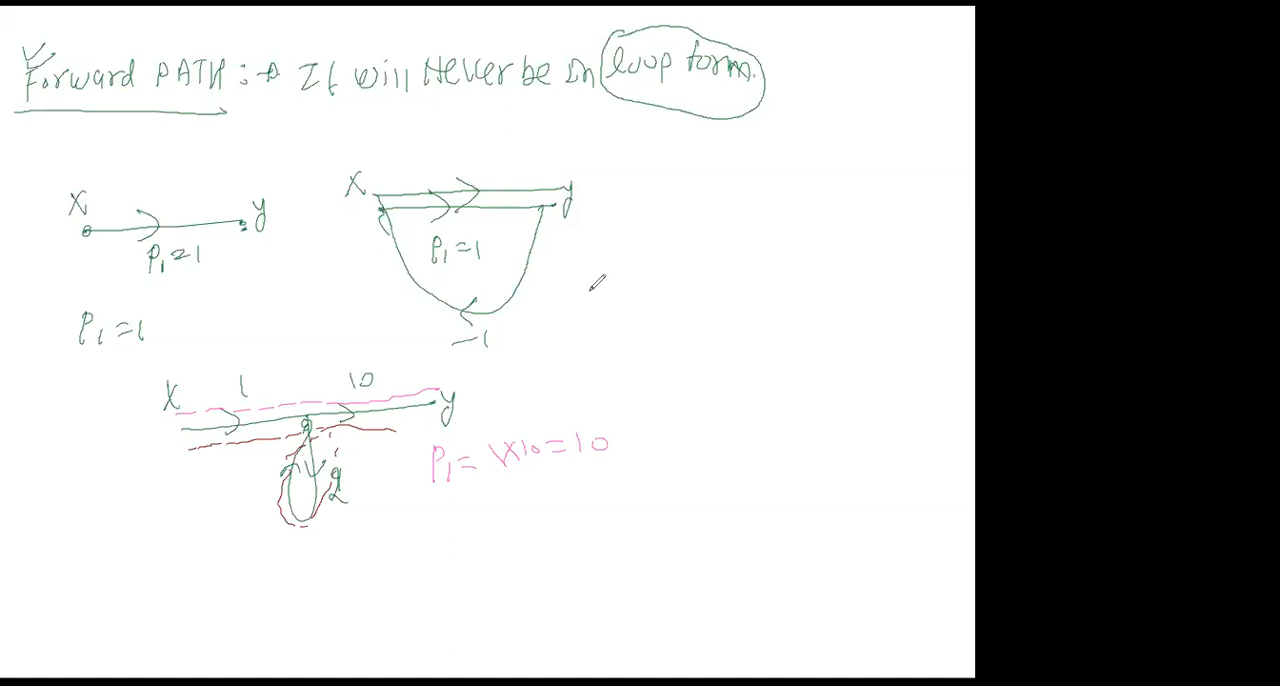 Forward PATH :→ It will Never be in loop form.
X y
P₁ = 1
X y
P₁ = 1
-1
P₁ = 1
X 1 10 y
P₁ = 1×10 = 10
2